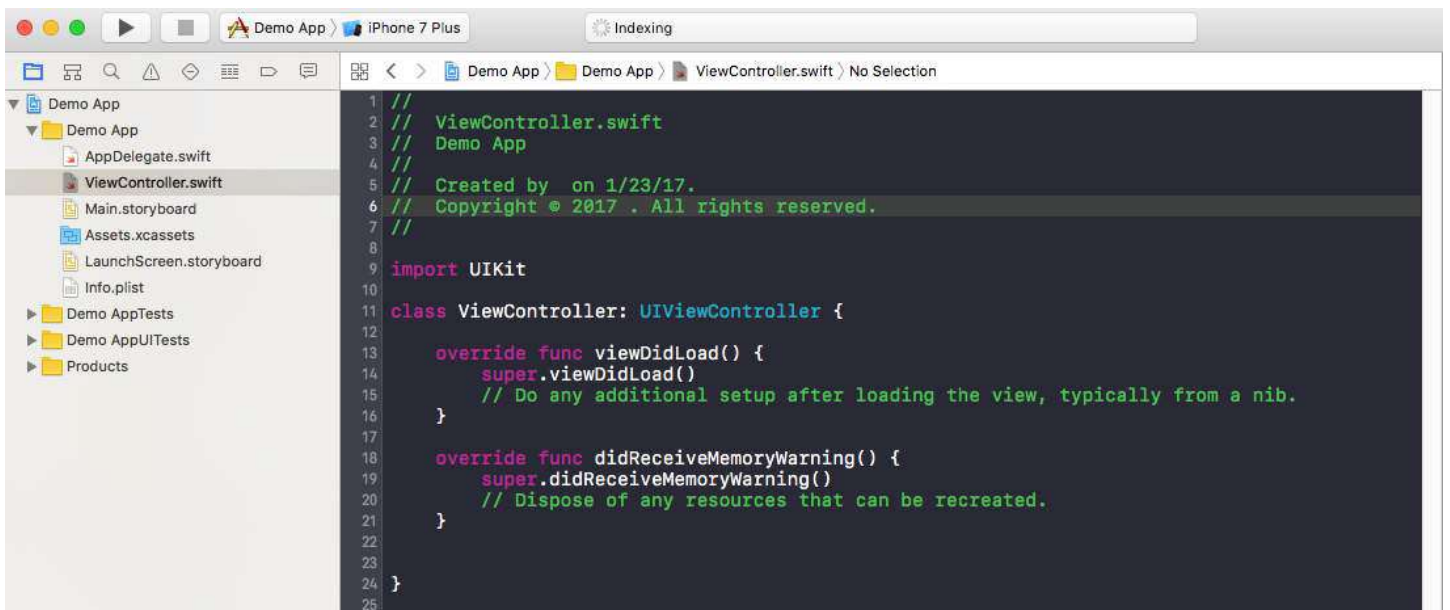 Demo App 〉 iPhone 7 Plus
Indexing
Demo App 〉 Demo App 〉 ViewController.swift 〉 No Selection
Demo App
Demo App
AppDelegate.swift
ViewController.swift
Main.storyboard
Assets.xcassets
LaunchScreen.storyboard
Info.plist
Demo AppTests
Demo AppUITests
Products
1 //
2 //  ViewController.swift
3 //  Demo App
4 //
5 //  Created by  on 1/23/17.
6 //  Copyright © 2017 . All rights reserved.
7 //
8
9 import UIKit
10
11 class ViewController: UIViewController {
12
13     override func viewDidLoad() {
14         super.viewDidLoad()
15         // Do any additional setup after loading the view, typically from a nib.
16     }
17
18     override func didReceiveMemoryWarning() {
19         super.didReceiveMemoryWarning()
20         // Dispose of any resources that can be recreated.
21     }
22
23
24 }
25